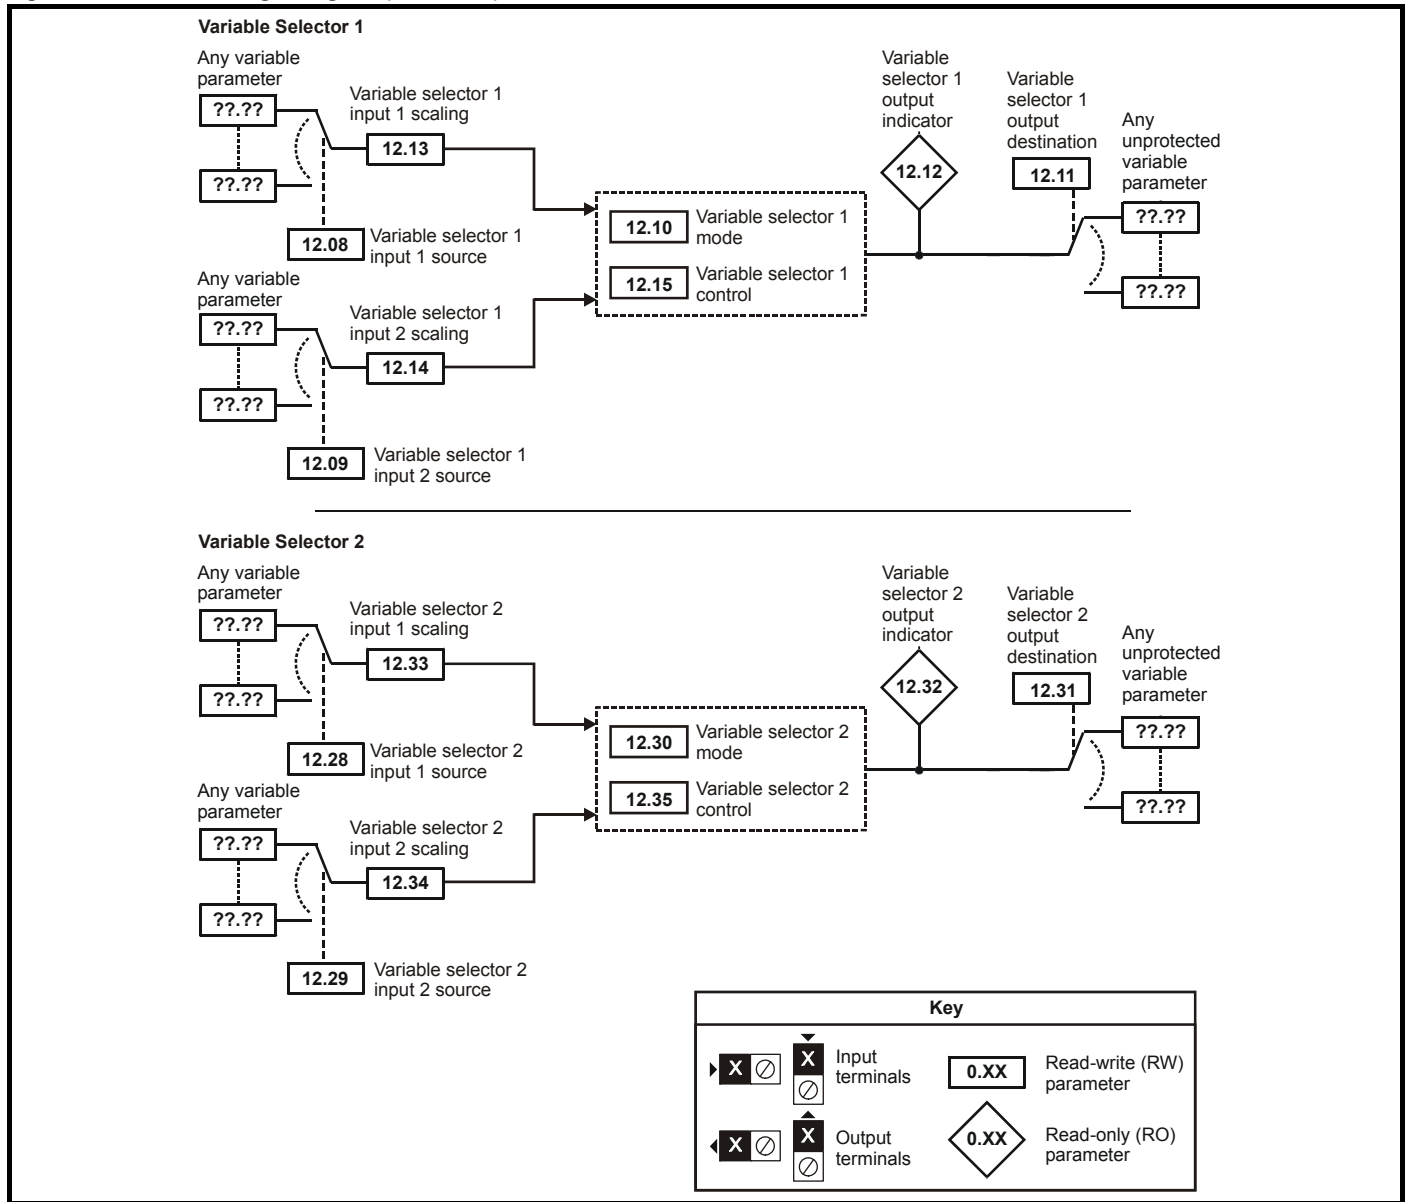 Variable Selector 1
Any variable
parameter
??.??
??.??
Variable selector 1
input 1 scaling
12.13
12.08
Variable selector 1
input 1 source
Any variable
parameter
??.??
??.??
Variable selector 1
input 2 scaling
12.14
12.09
Variable selector 1
input 2 source
12.10
Variable selector 1
mode
12.15
Variable selector 1
control
Variable
selector 1
output
indicator
12.12
Variable
selector 1
output
destination
12.11
Any
unprotected
variable
parameter
??.??
??.??
Variable Selector 2
Any variable
parameter
??.??
??.??
Variable selector 2
input 1 scaling
12.33
12.28
Variable selector 2
input 1 source
Any variable
parameter
??.??
??.??
Variable selector 2
input 2 scaling
12.34
12.29
Variable selector 2
input 2 source
12.30
Variable selector 2
mode
12.35
Variable selector 2
control
Variable
selector 2
output
indicator
12.32
Variable
selector 2
output
destination
12.31
Any
unprotected
variable
parameter
??.??
??.??
Key
X
X
Input
terminals
0.XX
Read-write (RW)
parameter
X
X
Output
terminals
0.XX
Read-only (RO)
parameter